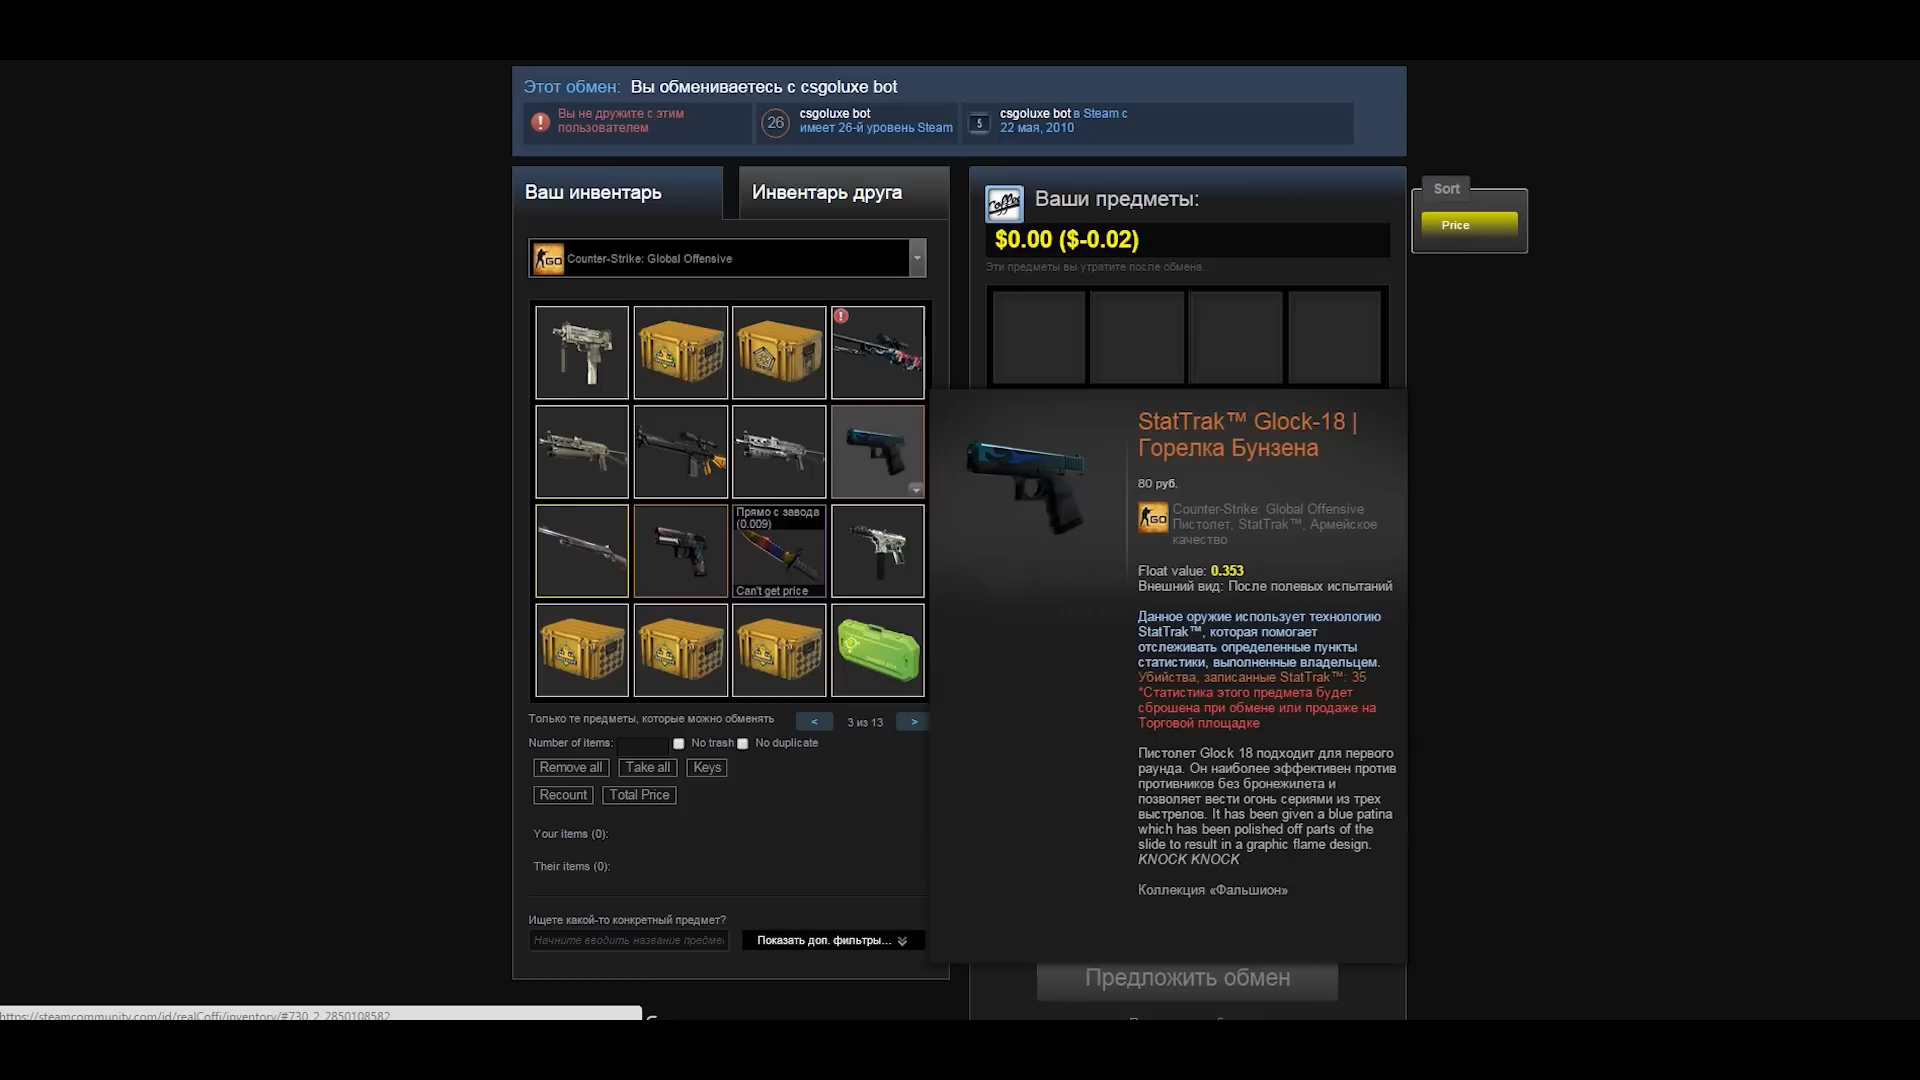 Этот обмен: Вы обмениваетесь с csgoluxe bot
Вы не дружите с этим
пользователем
26
csgoluxe bot
имеет 26-й уровень Steam
5
csgoluxe bot в Steam с
22 мая, 2010
Ваш инвентарь
Инвентарь друга
Counter-Strike: Global Offensive
Ваши предметы:
$0.00 ($-0.02)
Эти предметы вы утратите после обмена.
Sort
Price
Прямо с завода
(0.009)
Can't get price
Только те предметы, которые можно обменять
<
3 из 13
>
Number of items:
No trash
No duplicate
Remove all
Take all
Keys
Recount
Total Price
Your items (0):
Their items (0):
Ищете какой-то конкретный предмет?
Начните вводить название предме
Показать доп. фильтры...
StatTrak™ Glock-18 |
Горелка Бунзена
80 руб.
Counter-Strike: Global Offensive
Пистолет, StatTrak™, Армейское
качество
Float value: 0.353
Внешний вид: После полевых испытаний
Данное оружие использует технологию
StatTrak™, которая помогает
отслеживать определенные пункты
статистики, выполненные владельцем.
Убийства, записанные StatTrak™: 35
*Статистика этого предмета будет
сброшена при обмене или продаже на
Торговой площадке
Пистолет Glock 18 подходит для первого
раунда. Он наиболее эффективен против
противников без бронежилета и
позволяет вести огонь сериями из трех
выстрелов. It has been given a blue patina
which has been polished off parts of the
slide to result in a graphic flame design.
KNOCK KNOCK
Коллекция «Фальшион»
Предложить обмен
https://steamcommunity.com/id/realCoffi/inventory/#730_2_2850108582